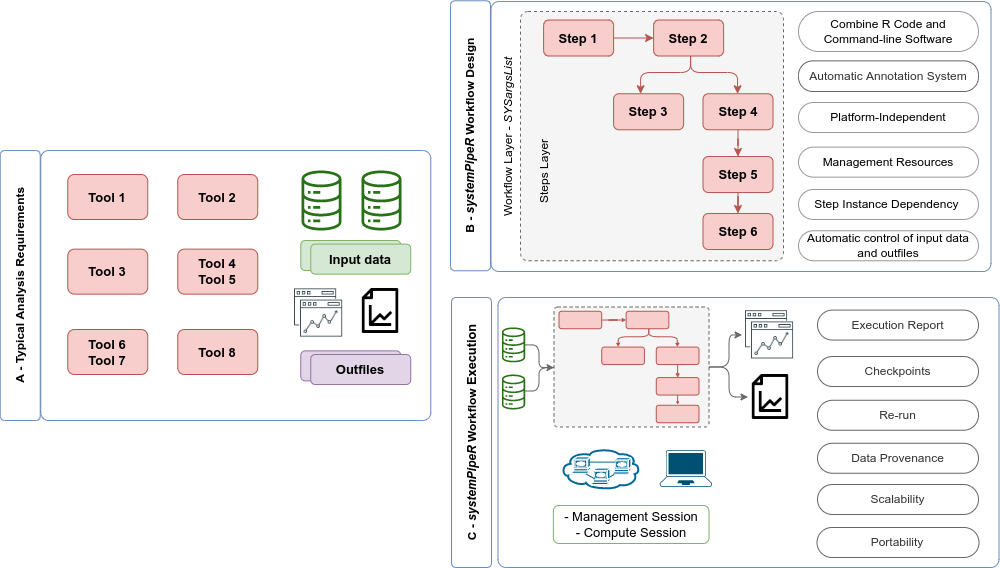 A - Typical Analysis Requirements
Tool 1
Tool 2
Tool 3
Tool 4
Tool 5
Tool 6
Tool 7
Tool 8
Input data
Outfiles
B - systemPipeR Workflow Design
Workflow Layer - SYSargsList
Steps Layer
Step 1
Step 2
Step 3
Step 4
Step 5
Step 6
Combine R Code and
Command-line Software
Automatic Annotation System
Platform-Independent
Management Resources
Step Instance Dependency
Automatic control of input data
and outfiles
C - systemPipeR Workflow Execution
- Management Session
- Compute Session
Execution Report
Checkpoints
Re-run
Data Provenance
Scalability
Portability